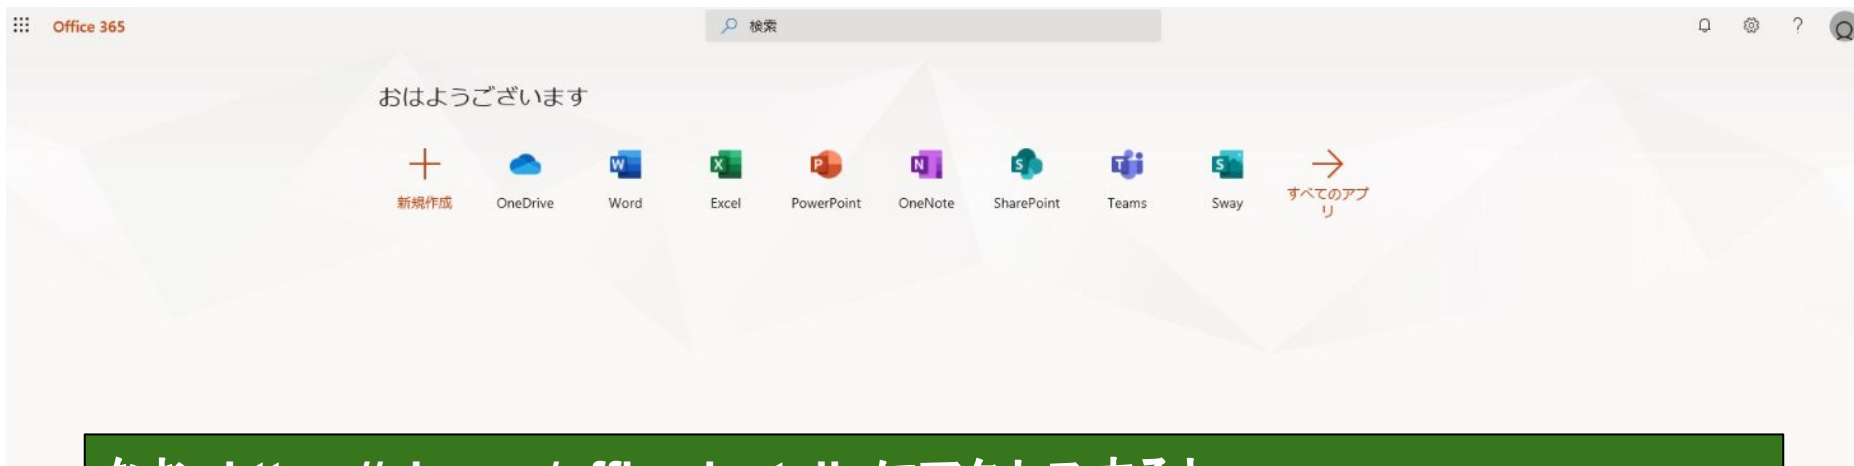 Office 365
検索
?
おはようございます
新規作成
OneDrive
Word
Excel
PowerPoint
OneNote
SharePoint
Teams
Sway
すべてのアプ
リ